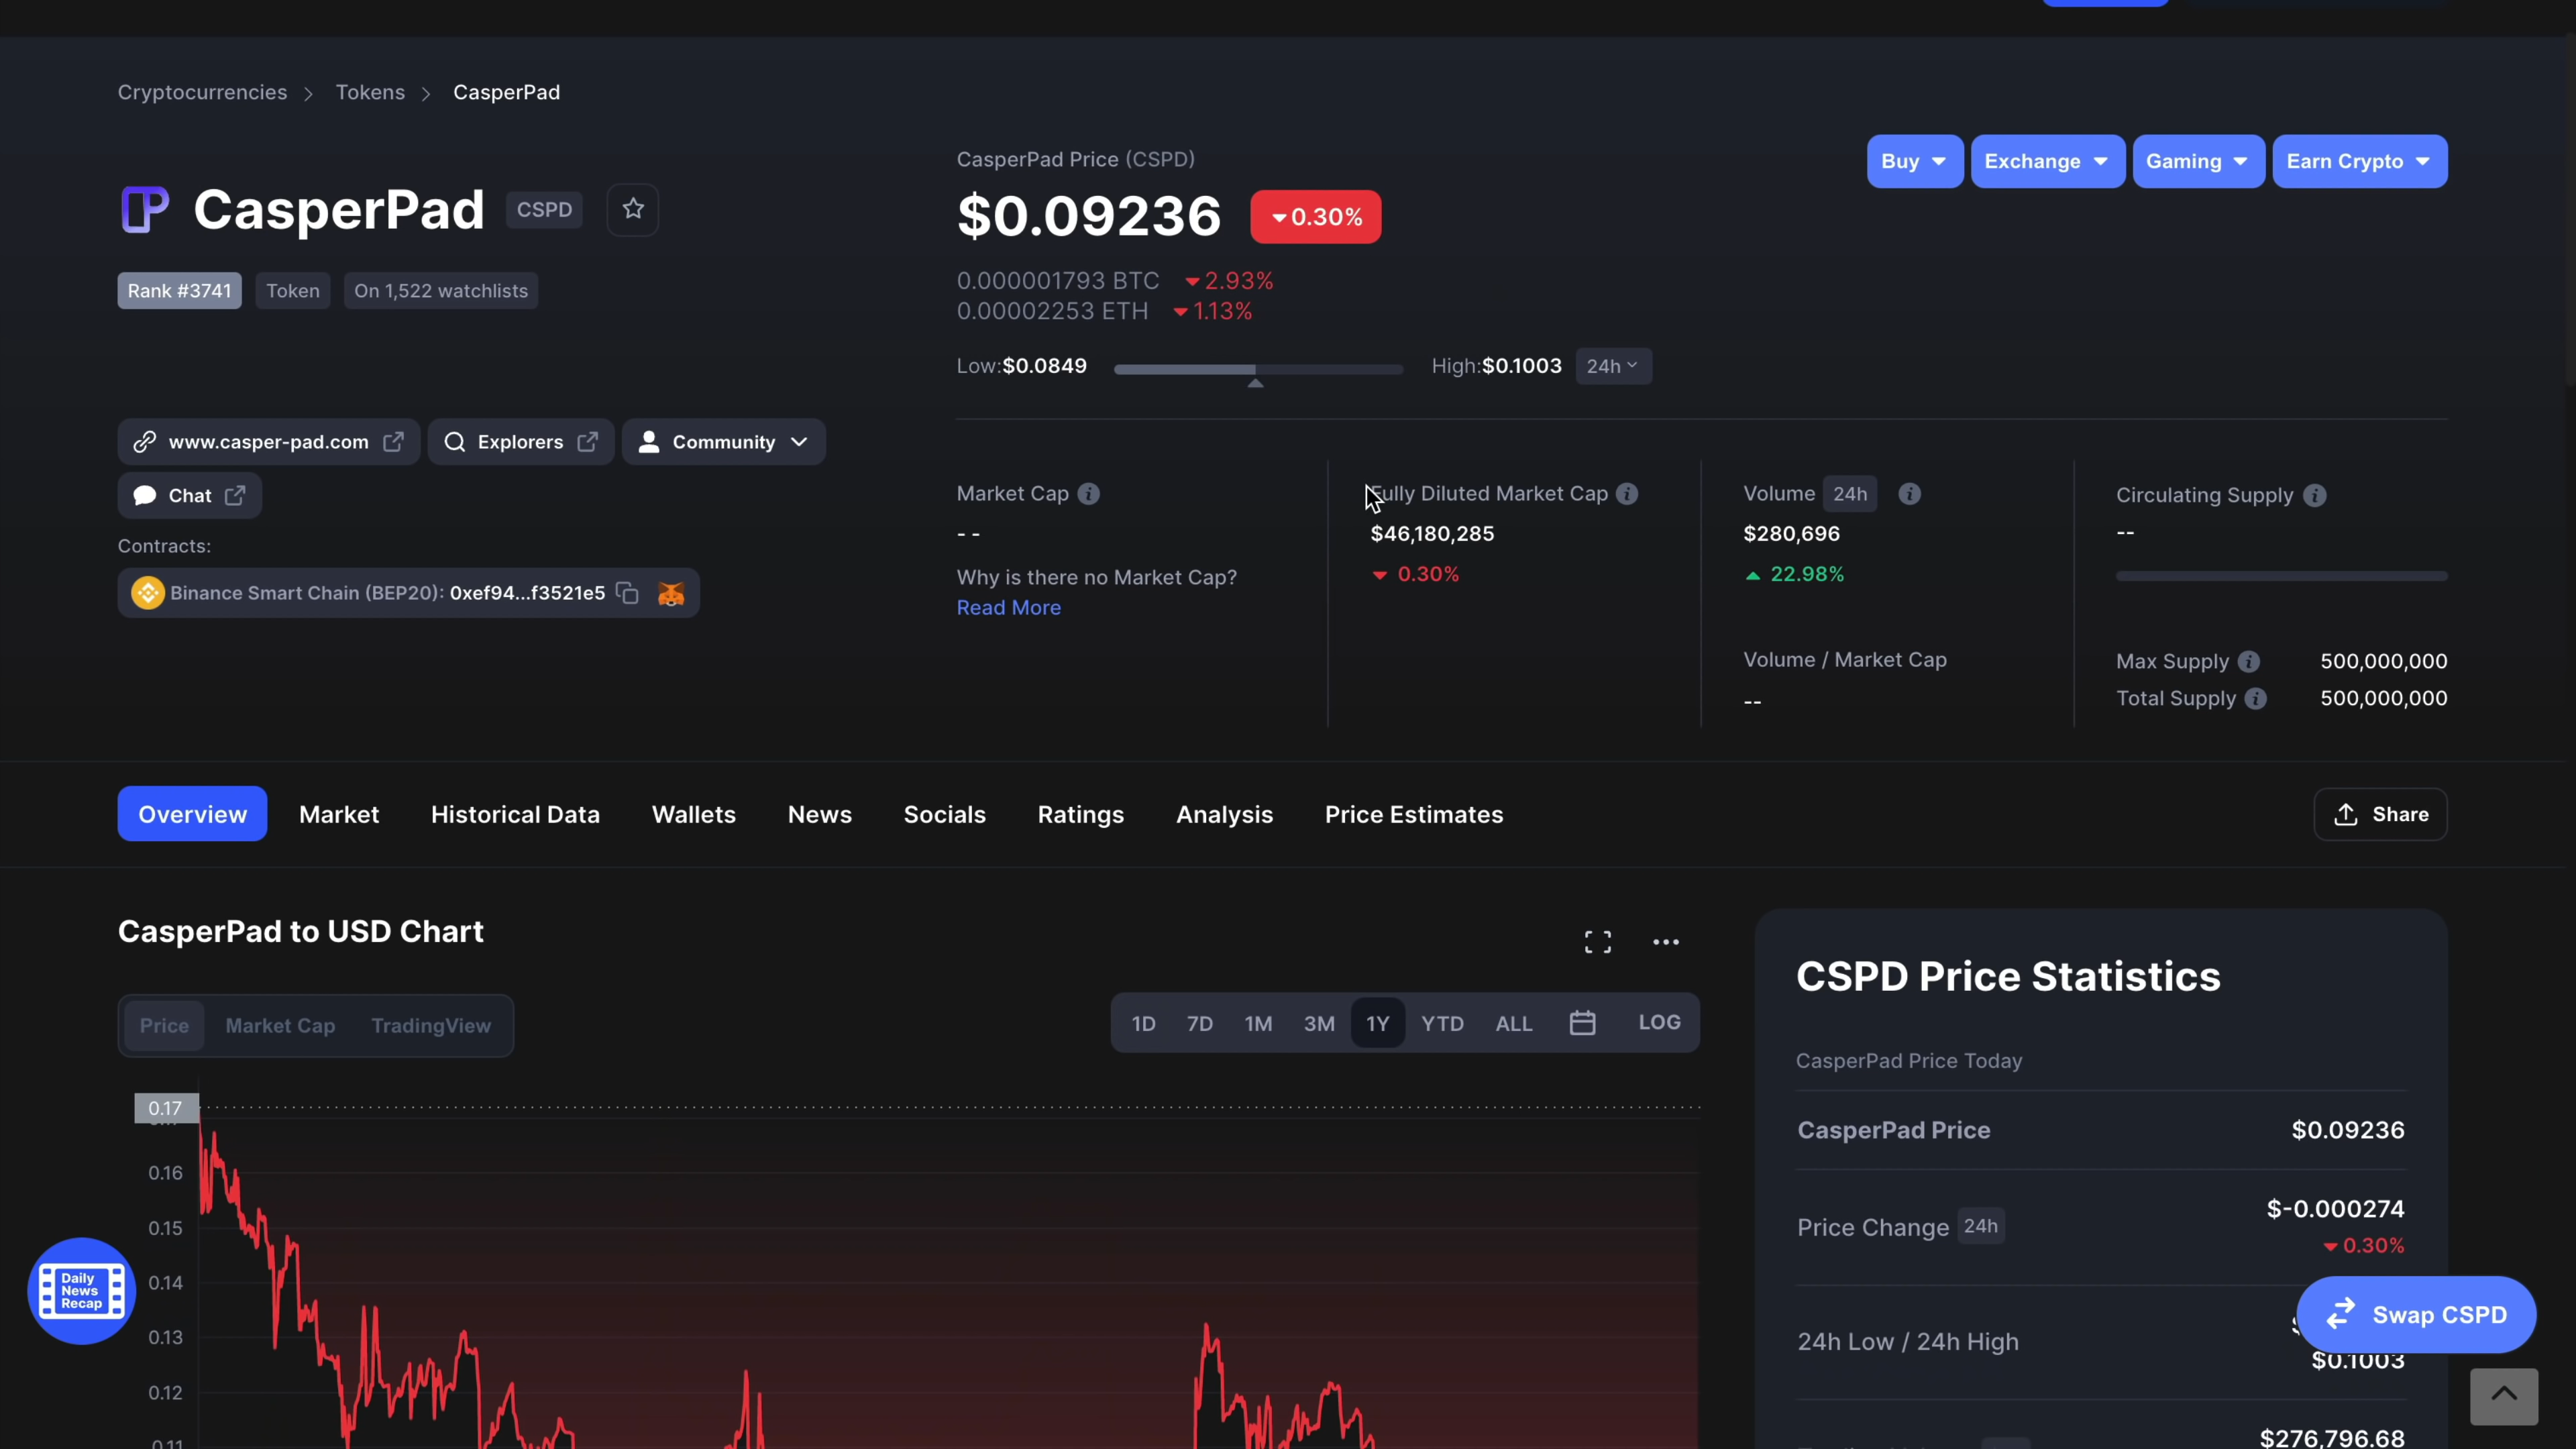 Cryptocurrencies > Tokens > CasperPad
CasperPad CSPD
Rank #3741 Token On 1,522 watchlists
www.casper-pad.com Explorers Community
Chat
Contracts:
Binance Smart Chain (BEP20): 0xef94...f3521e5
CasperPad Price (CSPD)
$0.09236 0.30%
0.000001793 BTC 2.93%
0.00002253 ETH 1.13%
Low:$0.0849 High:$0.1003 24h
Buy Exchange Gaming Earn Crypto
Market Cap
- -
Why is there no Market Cap?
Read More
Fully Diluted Market Cap
$46,180,285
0.30%
Volume 24h
$280,696
22.98%
Volume / Market Cap
--
Circulating Supply
--
Max Supply 500,000,000
Total Supply 500,000,000
Overview Market Historical Data Wallets News Socials Ratings Analysis Price Estimates Share
CasperPad to USD Chart
Price Market Cap TradingView
1D 7D 1M 3M 1Y YTD ALL LOG
0.17
0.16
0.15
0.14
0.13
0.12
0.11
Daily
News
Recap
CSPD Price Statistics
CasperPad Price Today
CasperPad Price $0.09236
Price Change 24h $-0.000274
0.30%
24h Low / 24h High
$0.1003
Swap CSPD
$276,796.68